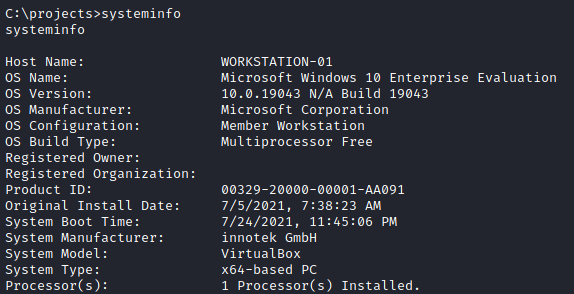 C:\projects>systeminfo
systeminfo
Host Name: WORKSTATION-01
OS Name: Microsoft Windows 10 Enterprise Evaluation
OS Version: 10.0.19043 N/A Build 19043
OS Manufacturer: Microsoft Corporation
OS Configuration: Member Workstation
OS Build Type: Multiprocessor Free
Registered Owner:
Registered Organization:
Product ID: 00329-20000-00001-AA091
Original Install Date: 7/5/2021, 7:38:23 AM
System Boot Time: 7/24/2021, 11:45:06 PM
System Manufacturer: innotek GmbH
System Model: VirtualBox
System Type: x64-based PC
Processor(s): 1 Processor(s) Installed.